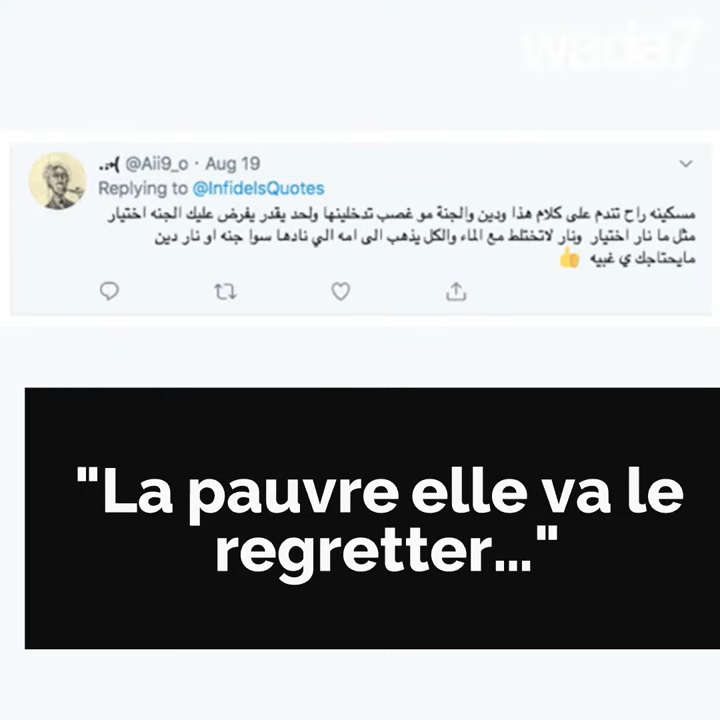 wada7
..:( @Aii9_o · Aug 19
Replying to @InfidelsQuotes
مسكينه راح تندم على كلام هذا ودين والجنة مو غصب تدخلينها ولحد يقدر يفرض عليك الجنه اختيار
مثل ما نار اختيار ونار لاتختلط مع الماء والكل يذهب الى امه الي نادها سوا جنه او نار دين
مايحتاجك ي غبيه 👍
"La pauvre elle va le
regretter..."